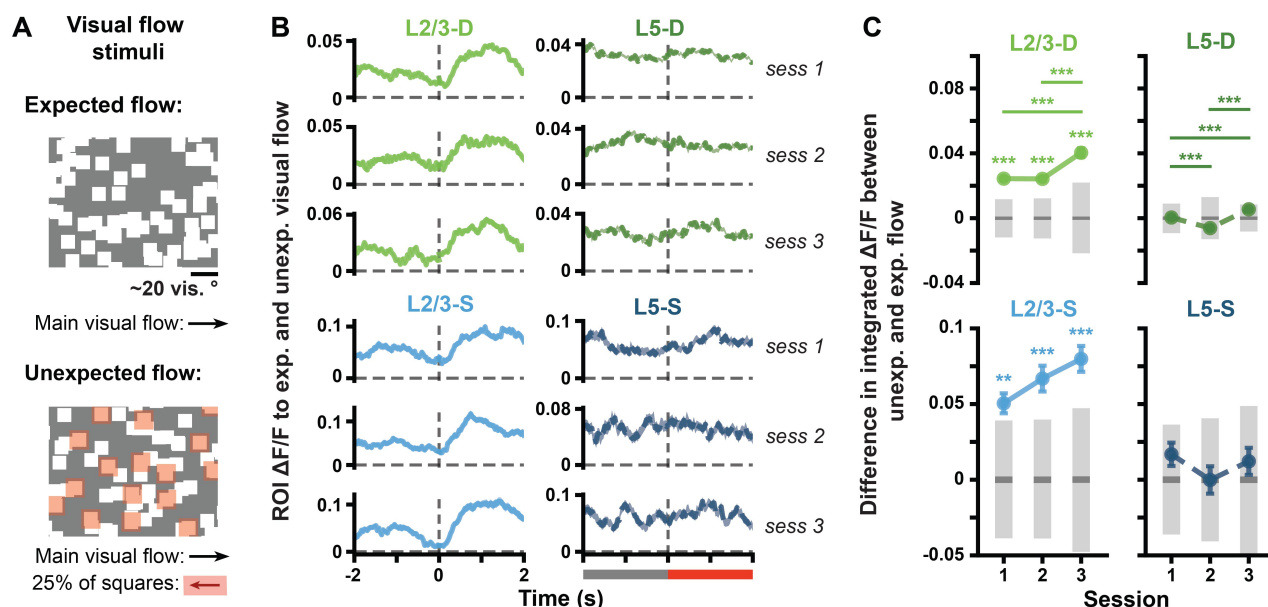 A
Visual flow
stimuli
Expected flow:
~20 vis. °
Main visual flow:
Unexpected flow:
Main visual flow:
25% of squares:
B
ROI ΔF/F to exp. and unexp. visual flow
L2/3-D
L5-D
0.05
0
0.04
0
sess 1
0.05
0
0.04
0
sess 2
0.06
0
0.04
0
sess 3
L2/3-S
L5-S
0.1
0
0.1
0
sess 1
0.1
0
0.08
0
sess 2
0.1
0
0.1
0
sess 3
-2
0
2
Time (s)
C
Difference in integrated ΔF/F between
unexp. and exp. flow
L2/3-D
L5-D
0.08
0.04
0
-0.04
***
***
***
***
***
***
***
***
L2/3-S
L5-S
0.1
0.05
0
-0.05
**
***
***
1
2
3
1
2
3
Session